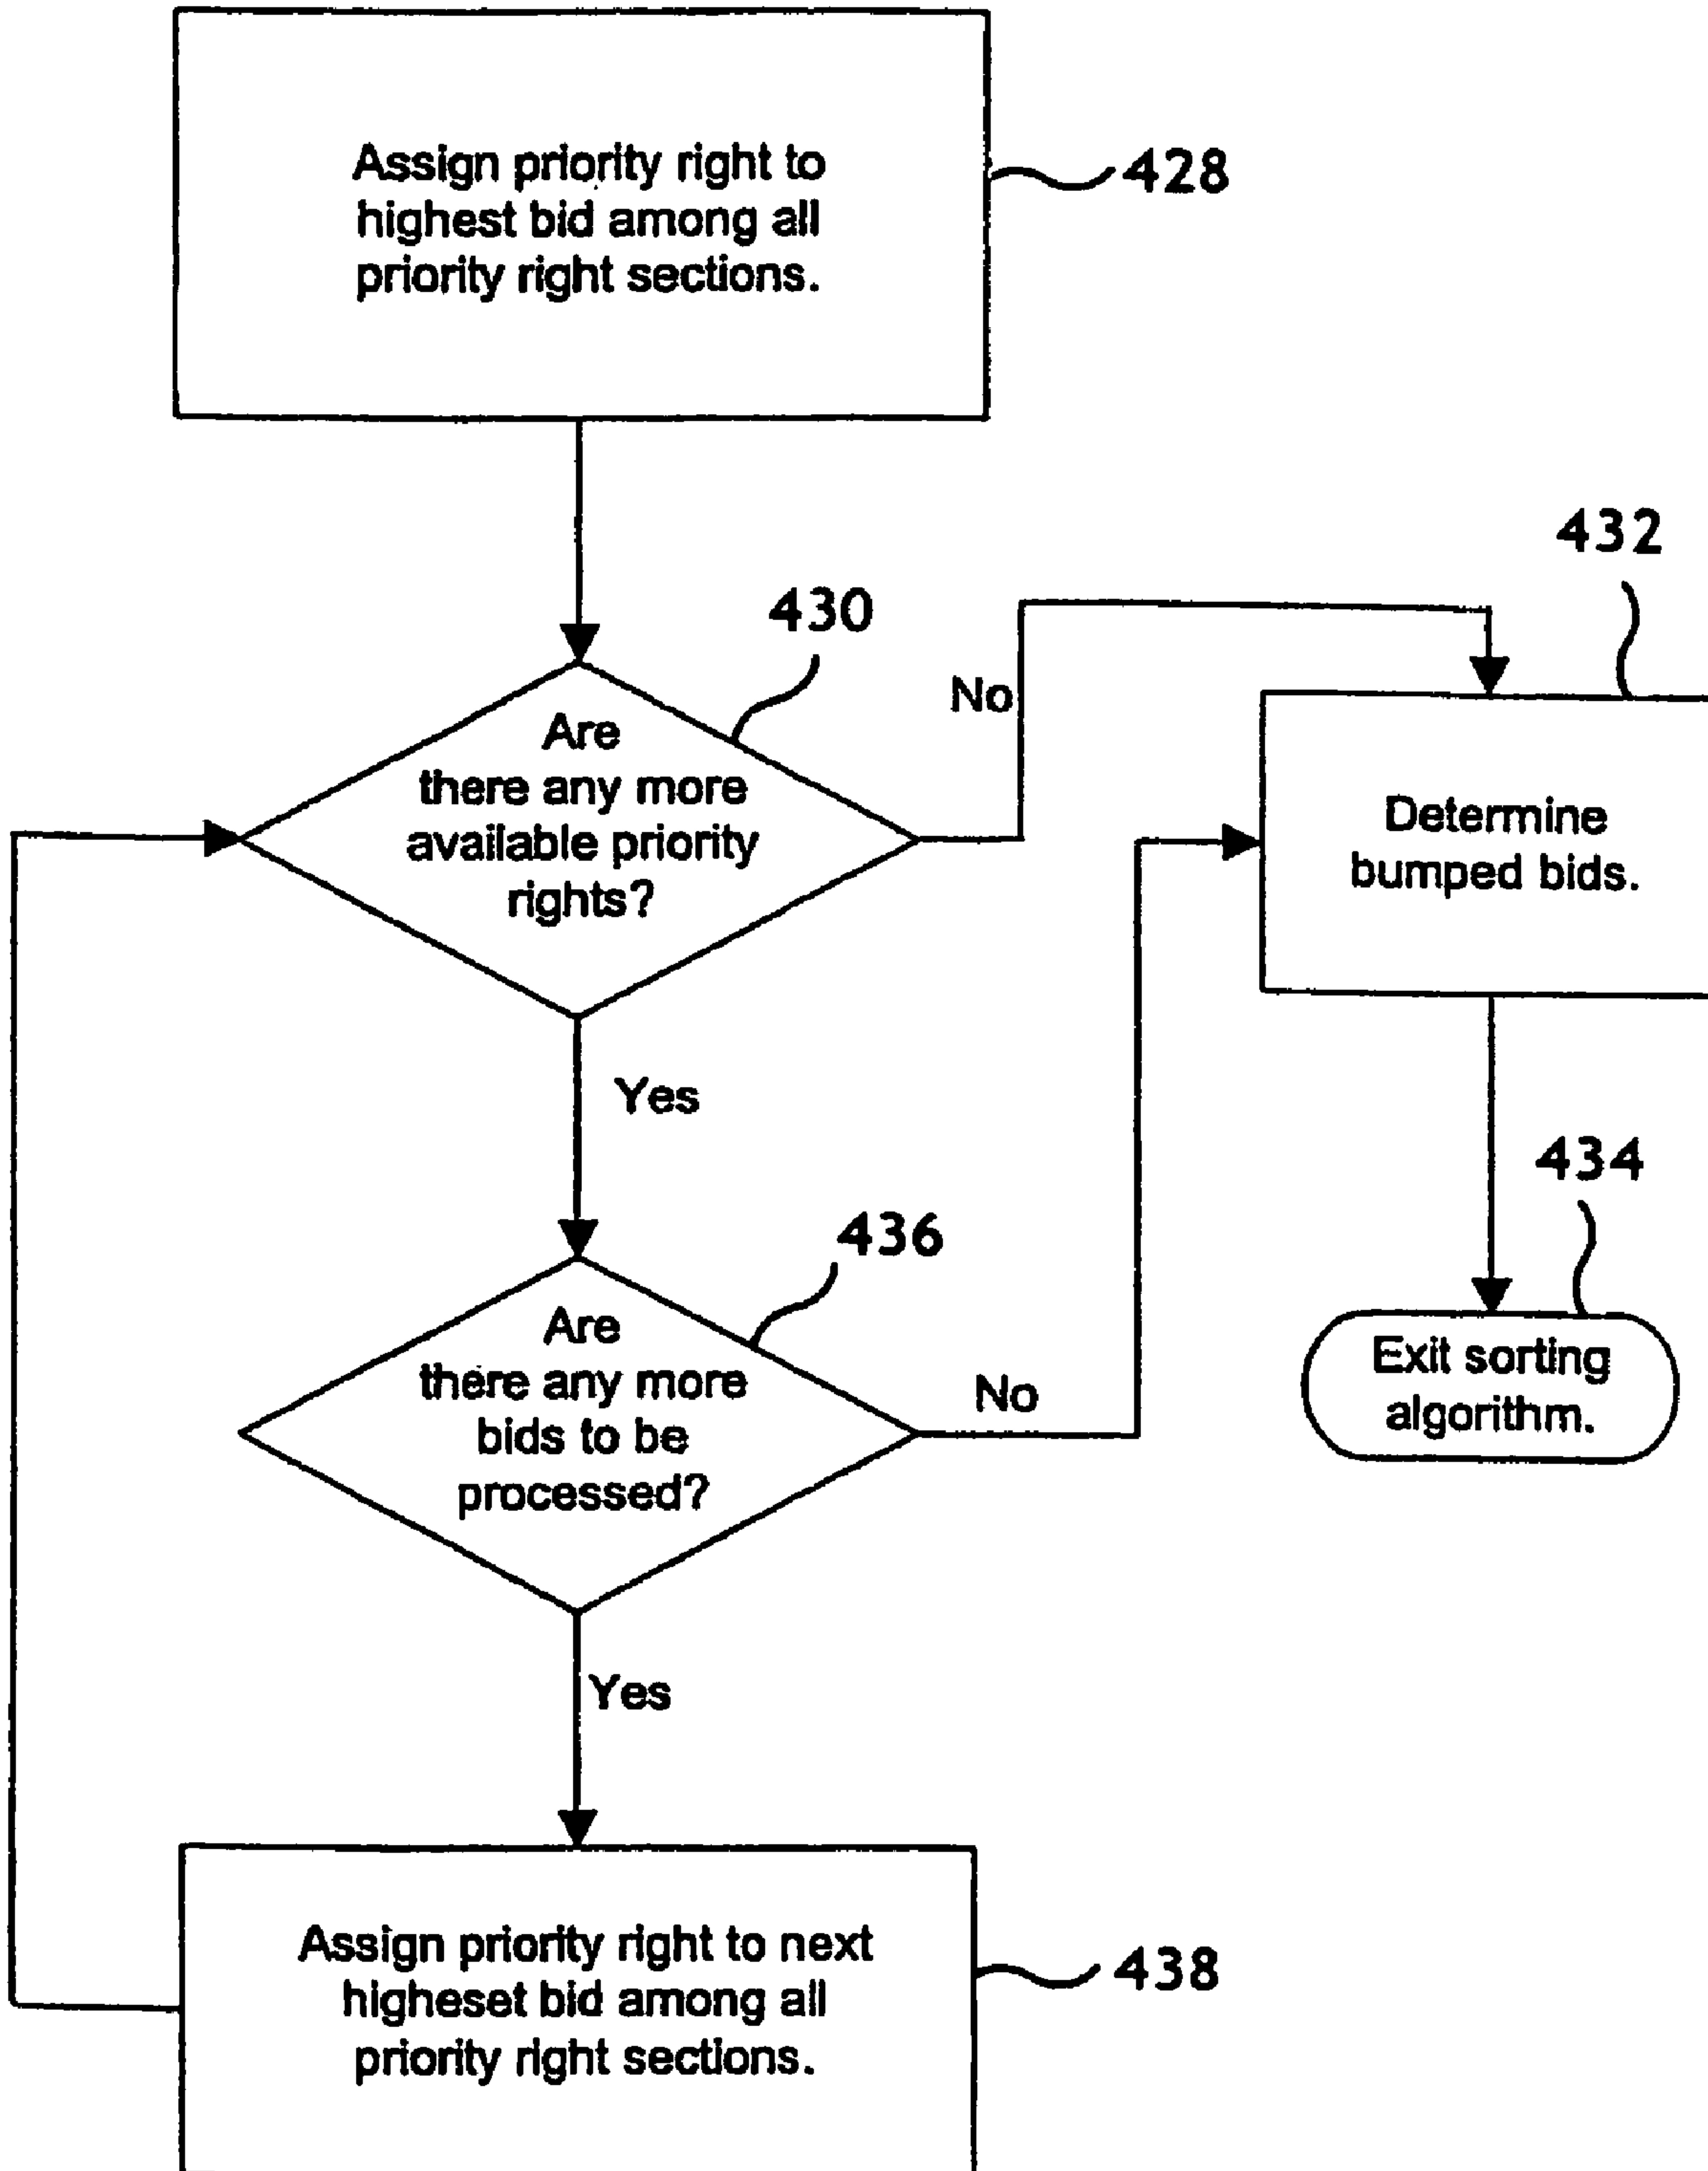 Assign priority right to
highest bid among all
priority right sections.
428
432
430
No
Are
there any more
available priority
rights?
Determine
bumped bids.
Yes
434
436
Are
there any more
bids to be
processed?
No
Exit sorting
algorithm.
Yes
Assign priority right to next
higheset bid among all
priority right sections.
438